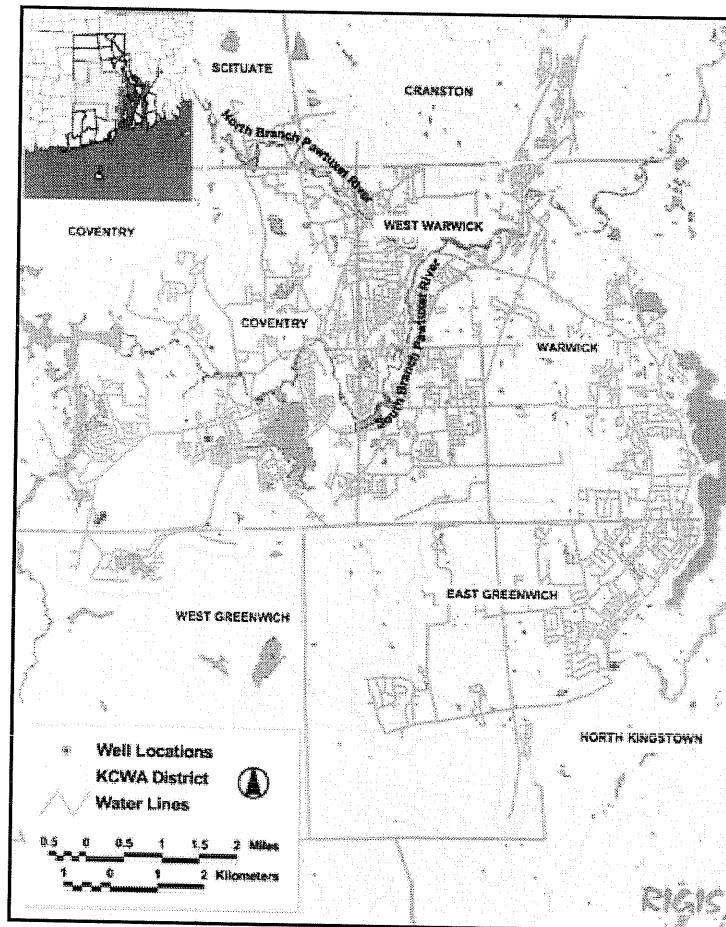 SCITUATE
CRANSTON
North Branch Pawtuxet River
COVENTRY
WEST WARWICK
COVENTRY
South Branch Pawtuxet River
WARWICK
EAST GREENWICH
WEST GREENWICH
NORTH KINGSTOWN
Well Locations
KCWA District
Water Lines
0.5 0 0.5 1 1.5 2 Miles
1 0 1 2 Kilometers
RIGIS